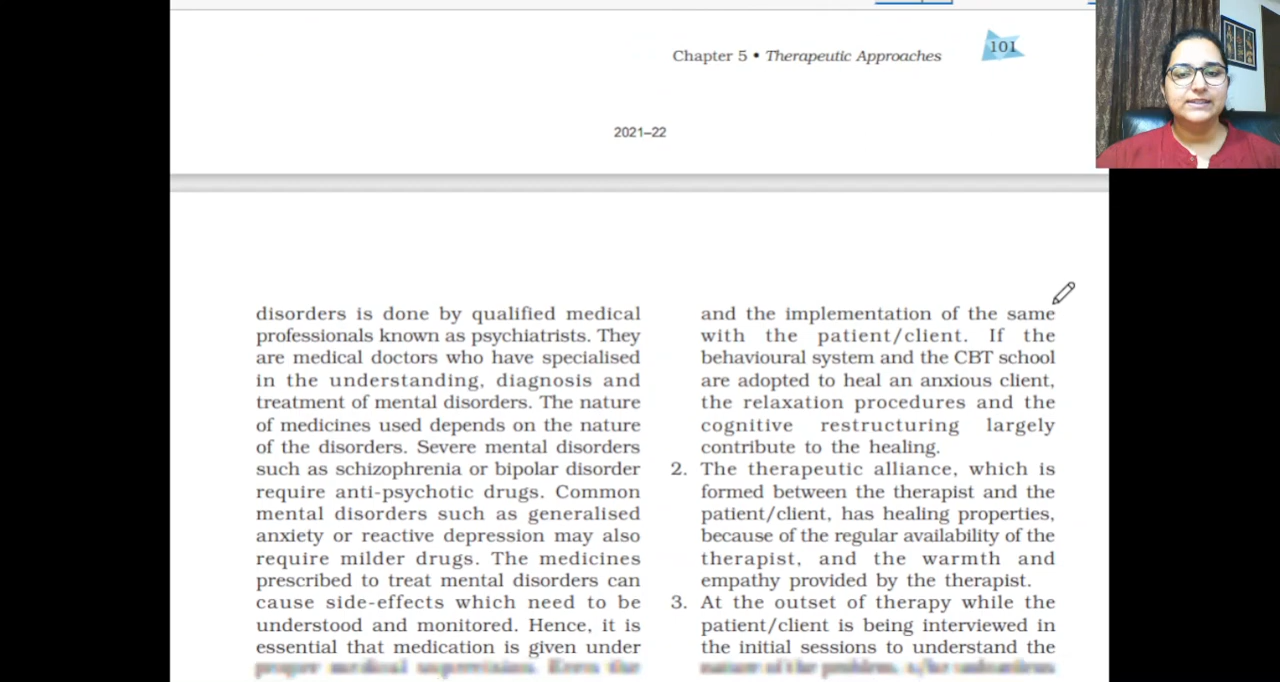 Chapter 5 • Therapeutic Approaches
101
2021–22
disorders is done by qualified medical
professionals known as psychiatrists. They
are medical doctors who have specialised
in the understanding, diagnosis and
treatment of mental disorders. The nature
of medicines used depends on the nature
of the disorders. Severe mental disorders
such as schizophrenia or bipolar disorder
require anti-psychotic drugs. Common
mental disorders such as generalised
anxiety or reactive depression may also
require milder drugs. The medicines
prescribed to treat mental disorders can
cause side-effects which need to be
understood and monitored. Hence, it is
essential that medication is given under
proper medical supervision. Even the
and the implementation of the same
with the patient/client. If the
behavioural system and the CBT school
are adopted to heal an anxious client,
the relaxation procedures and the
cognitive restructuring largely
contribute to the healing.
2. The therapeutic alliance, which is
formed between the therapist and the
patient/client, has healing properties,
because of the regular availability of the
therapist, and the warmth and
empathy provided by the therapist.
3. At the outset of therapy while the
patient/client is being interviewed in
the initial sessions to understand the
nature of the problem, s/he